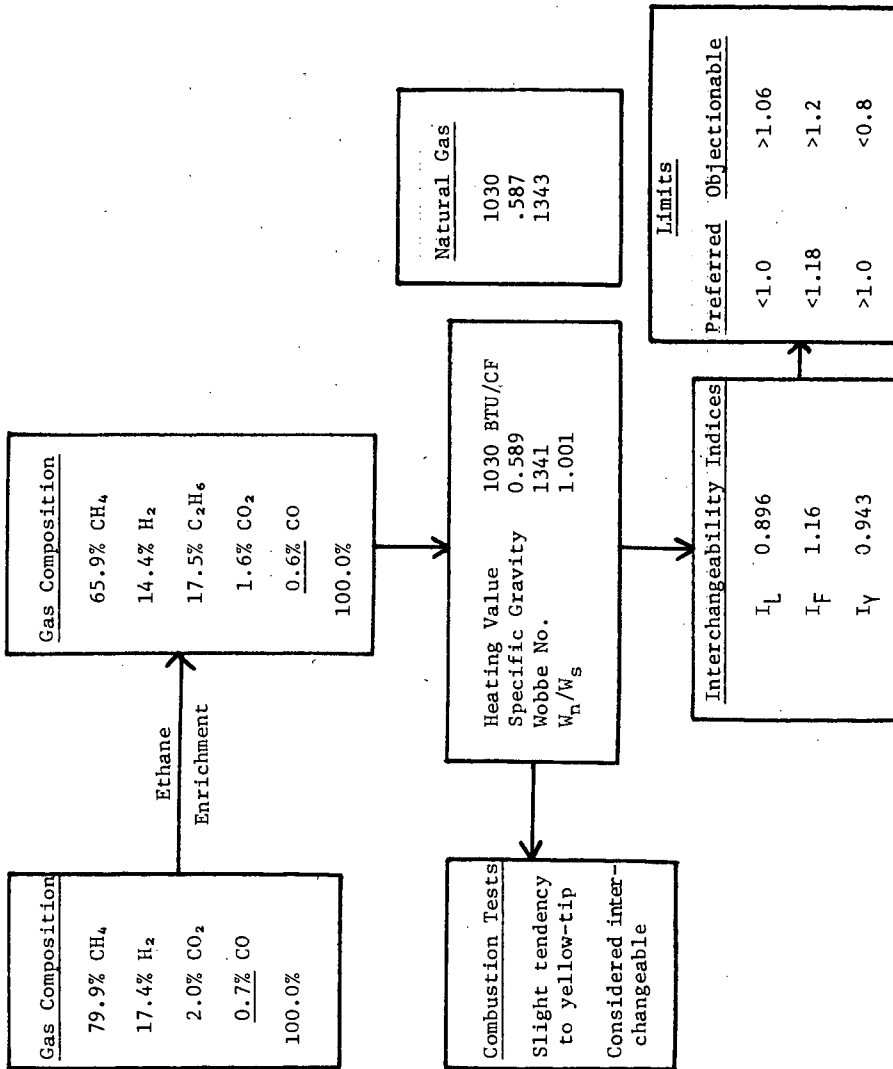 Gas Composition
79.9% CH₄
17.4% H₂
2.0% CO₂
0.7% CO
100.0%
Ethane
Enrichment
Gas Composition
65.9% CH₄
14.4% H₂
17.5% C₂H₆
1.6% CO₂
0.6% CO
100.0%
Combustion Tests
Slight tendency
to yellow-tip
Considered inter-
changeable
Heating Value 1030 BTU/CF
Specific Gravity 0.589
Wobbe No. 1341
Wn/Ws 1.001
Natural Gas
1030
.587
1343
Interchangeability Indices
IL 0.896
IF 1.16
IY 0.943
Limits
Preferred Objectionable
<1.0 >1.06
<1.18 >1.2
>1.0 <0.8